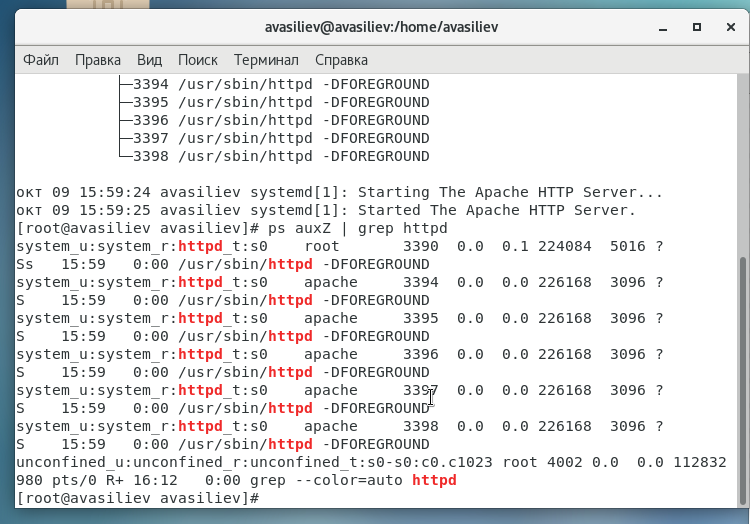 avasiliev@avasiliev:/home/avasiliev
Файл Правка Вид Поиск Терминал Справка
├─3394 /usr/sbin/httpd -DFOREGROUND
├─3395 /usr/sbin/httpd -DFOREGROUND
├─3396 /usr/sbin/httpd -DFOREGROUND
├─3397 /usr/sbin/httpd -DFOREGROUND
└─3398 /usr/sbin/httpd -DFOREGROUND
окт 09 15:59:24 avasiliev systemd[1]: Starting The Apache HTTP Server...
окт 09 15:59:25 avasiliev systemd[1]: Started The Apache HTTP Server.
[root@avasiliev avasiliev]# ps auxZ | grep httpd
system_u:system_r:httpd_t:s0    root       3390  0.0  0.1 224084  5016 ?
Ss   15:59   0:00 /usr/sbin/httpd -DFOREGROUND
system_u:system_r:httpd_t:s0    apache     3394  0.0  0.0 226168  3096 ?
S    15:59   0:00 /usr/sbin/httpd -DFOREGROUND
system_u:system_r:httpd_t:s0    apache     3395  0.0  0.0 226168  3096 ?
S    15:59   0:00 /usr/sbin/httpd -DFOREGROUND
system_u:system_r:httpd_t:s0    apache     3396  0.0  0.0 226168  3096 ?
S    15:59   0:00 /usr/sbin/httpd -DFOREGROUND
system_u:system_r:httpd_t:s0    apache     3397  0.0  0.0 226168  3096 ?
S    15:59   0:00 /usr/sbin/httpd -DFOREGROUND
system_u:system_r:httpd_t:s0    apache     3398  0.0  0.0 226168  3096 ?
S    15:59   0:00 /usr/sbin/httpd -DFOREGROUND
unconfined_u:unconfined_r:unconfined_t:s0-s0:c0.c1023 root 4002 0.0  0.0 112832
980 pts/0 R+ 16:12   0:00 grep --color=auto httpd
[root@avasiliev avasiliev]#